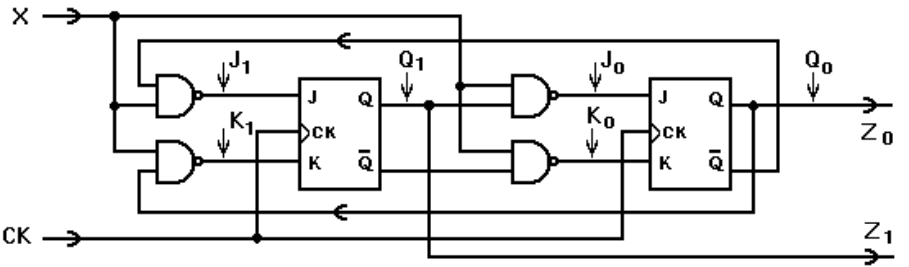 X
J₁
Q₁
J₀
Q₀
J Q
J Q
CK
CK
K₁
K₀
K Q̅
K Q̅
Z₀
CK
Z₁